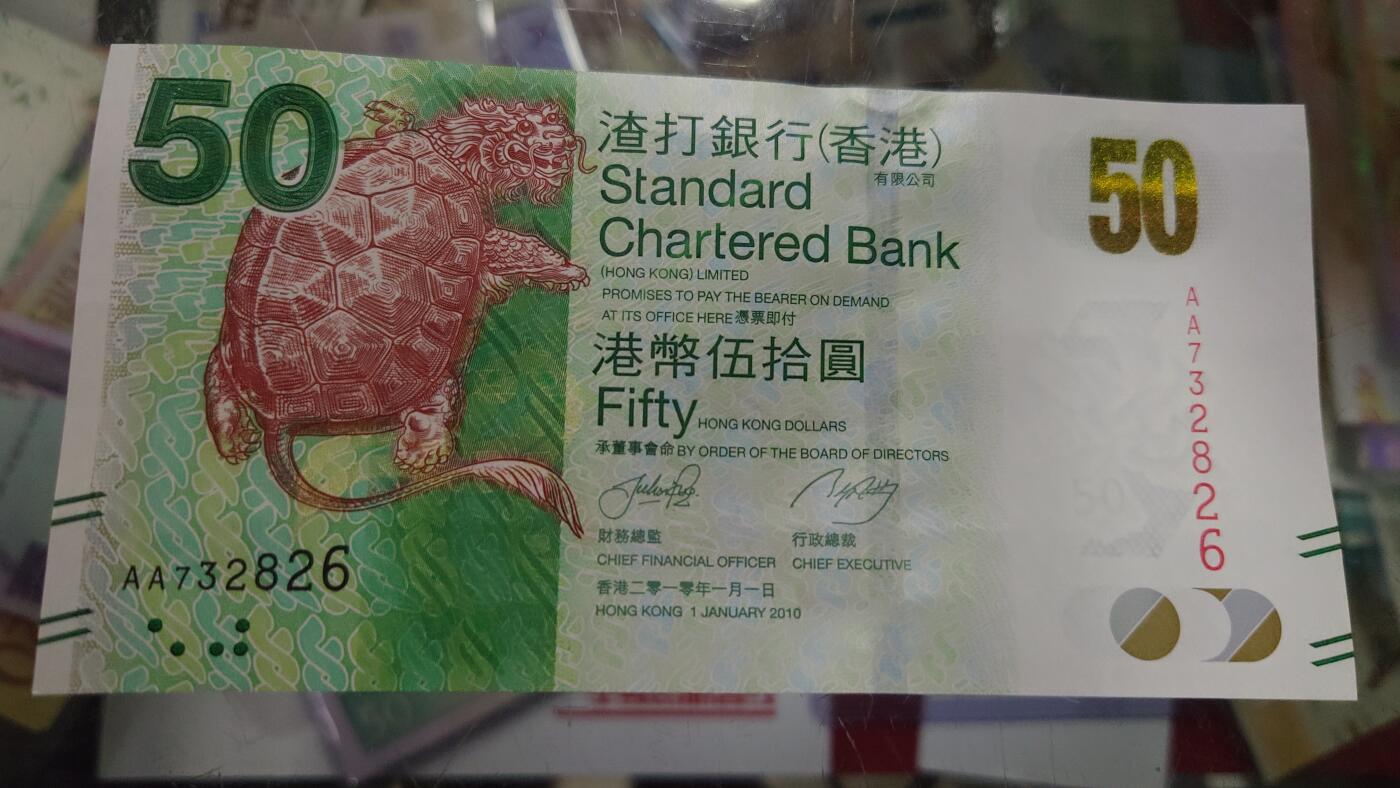 50
渣打銀行(香港)
有限公司
Standard
Chartered Bank
(HONG KONG) LIMITED
PROMISES TO PAY THE BEARER ON DEMAND
AT ITS OFFICE HERE 憑票即付
港幣伍拾圓
Fifty HONG KONG DOLLARS
承董事會命 BY ORDER OF THE BOARD OF DIRECTORS
財務總監 行政總裁
CHIEF FINANCIAL OFFICER CHIEF EXECUTIVE
香港二零一零年一月一日
HONG KONG 1 JANUARY 2010
AA732826
50
AA732826